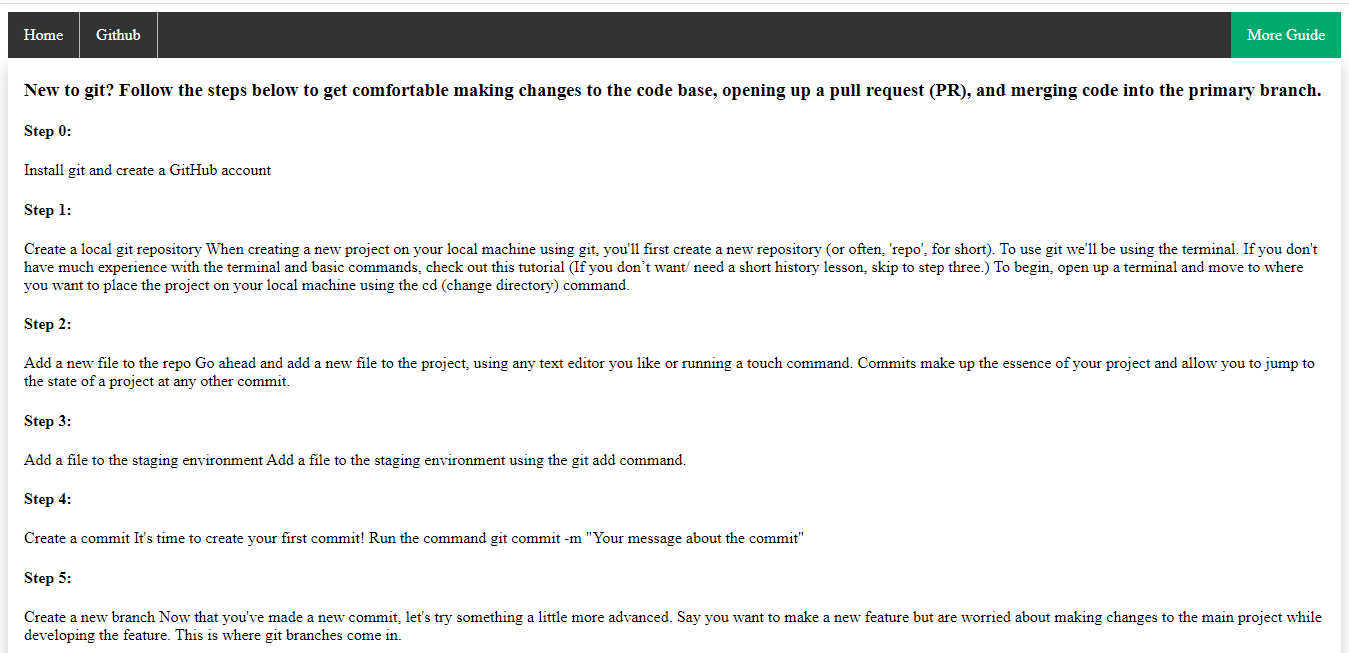 Home Github More Guide
New to git? Follow the steps below to get comfortable making changes to the code base, opening up a pull request (PR), and merging code into the primary branch.
Step 0:
Install git and create a GitHub account
Step 1:
Create a local git repository When creating a new project on your local machine using git, you'll first create a new repository (or often, 'repo', for short). To use git we'll be using the terminal. If you don't
have much experience with the terminal and basic commands, check out this tutorial (If you don’t want/ need a short history lesson, skip to step three.) To begin, open up a terminal and move to where
you want to place the project on your local machine using the cd (change directory) command.
Step 2:
Add a new file to the repo Go ahead and add a new file to the project, using any text editor you like or running a touch command. Commits make up the essence of your project and allow you to jump to
the state of a project at any other commit.
Step 3:
Add a file to the staging environment Add a file to the staging environment using the git add command.
Step 4:
Create a commit It's time to create your first commit! Run the command git commit -m "Your message about the commit"
Step 5:
Create a new branch Now that you've made a new commit, let's try something a little more advanced. Say you want to make a new feature but are worried about making changes to the main project while
developing the feature. This is where git branches come in.